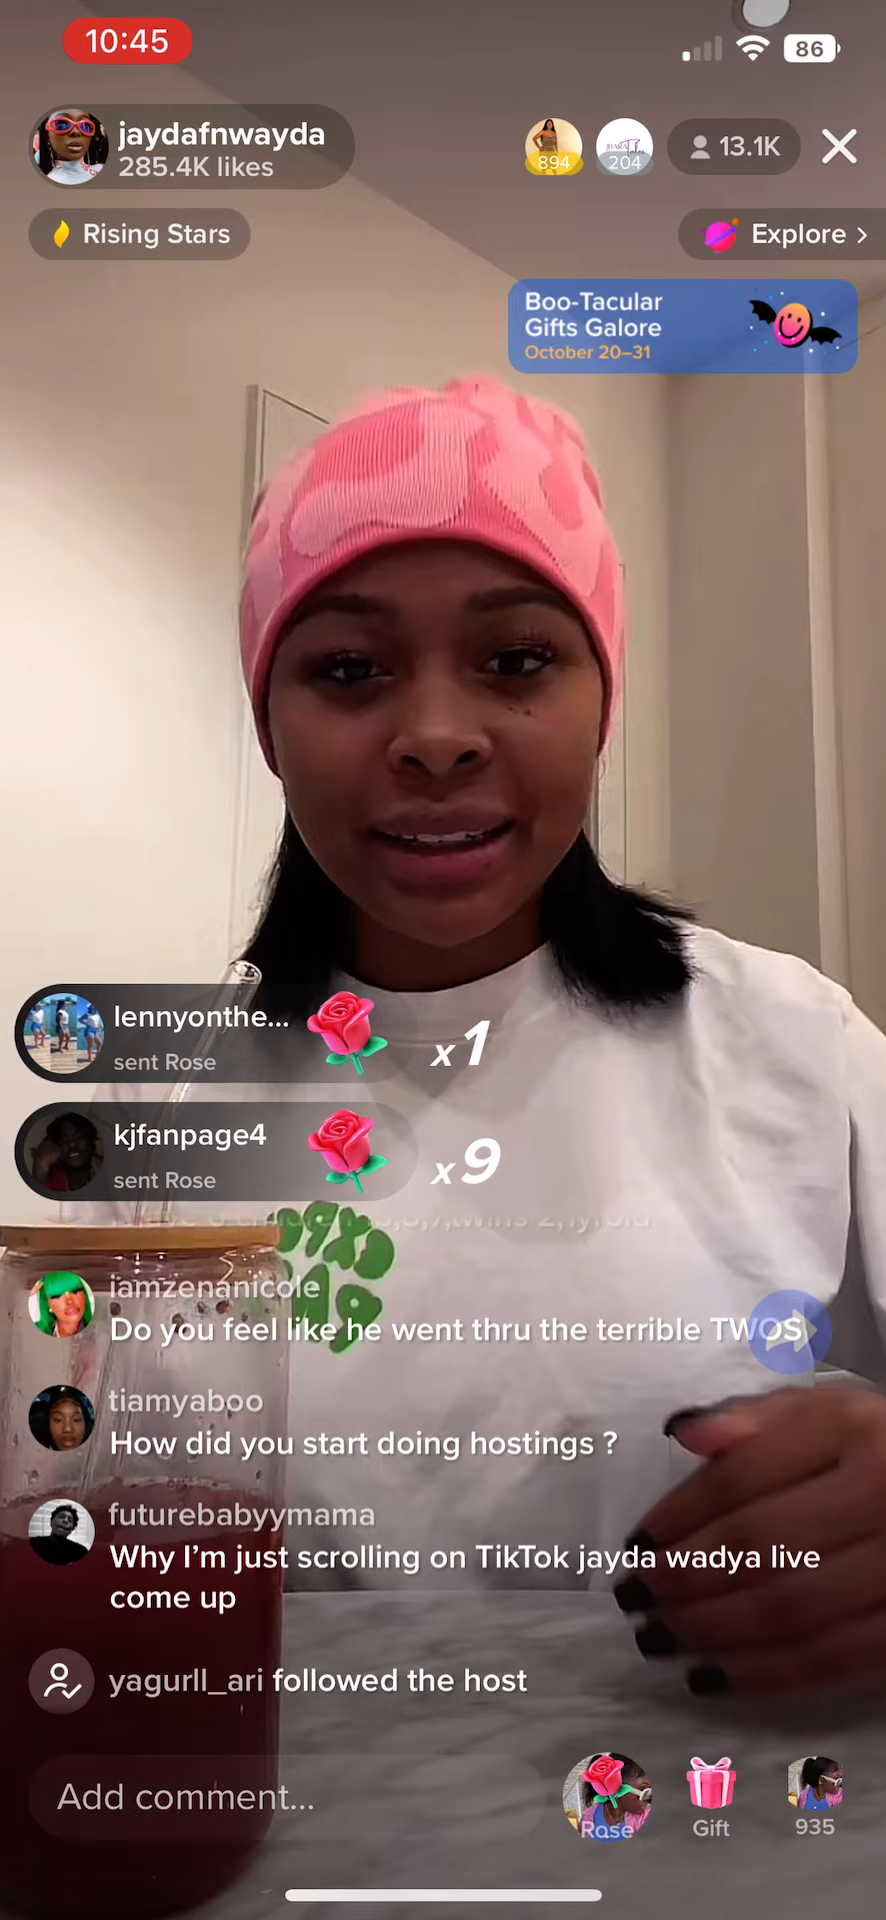 10:45
86
jaydafnwayda
285.4K likes
894
204
13.1K
Rising Stars
Explore >
Boo-Tacular
Gifts Galore
October 20–31
lennyonthe...
sent Rose
x1
kjfanpage4
sent Rose
x9
iamzenanicole
Do you feel like he went thru the terrible TWOS
tiamyaboo
How did you start doing hostings ?
futurebabyymama
Why I’m just scrolling on TikTok jayda wadya live
come up
yagurll_ari followed the host
Add comment...
Rose
Gift
935